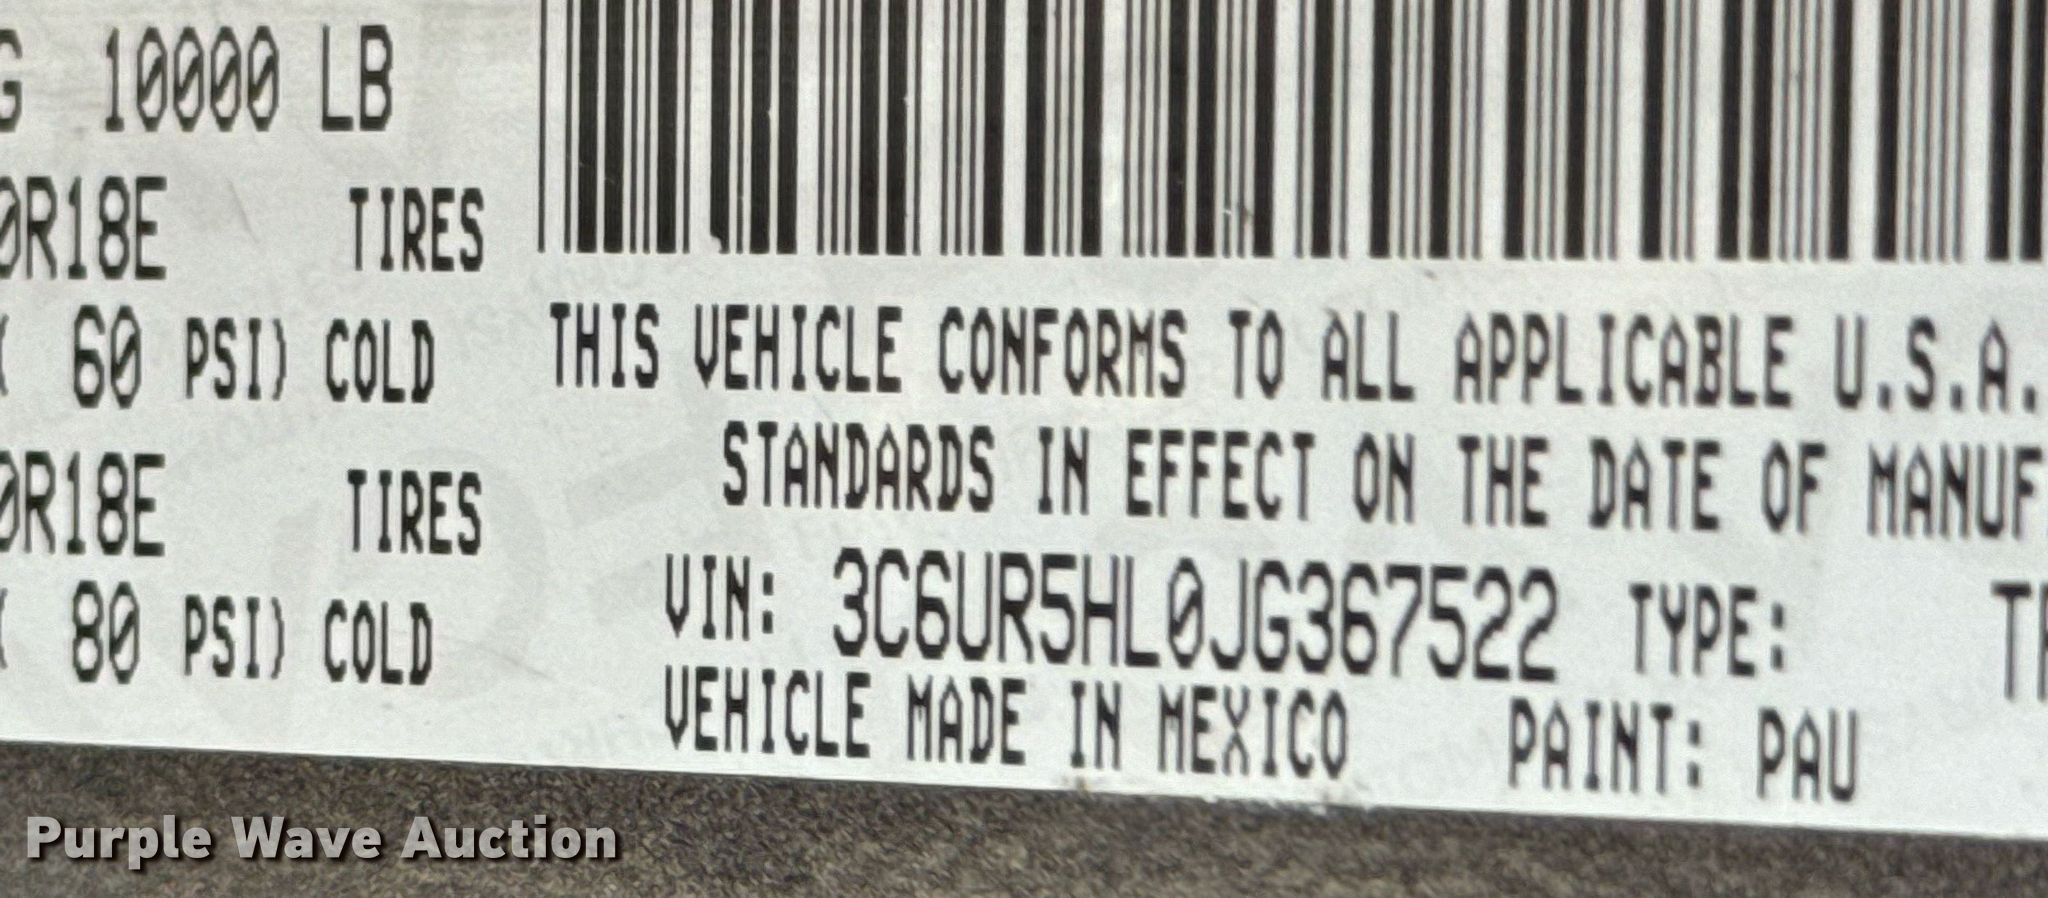 G 10000 LB
0R18E TIRES
( 60 PSI) COLD
0R18E TIRES
( 80 PSI) COLD
THIS VEHICLE CONFORMS TO ALL APPLICABLE U.S.A.
STANDARDS IN EFFECT ON THE DATE OF MANUF
VIN: 3C6UR5HL0JG367522 TYPE: TR
VEHICLE MADE IN MEXICO PAINT: PAU
Purple Wave Auction